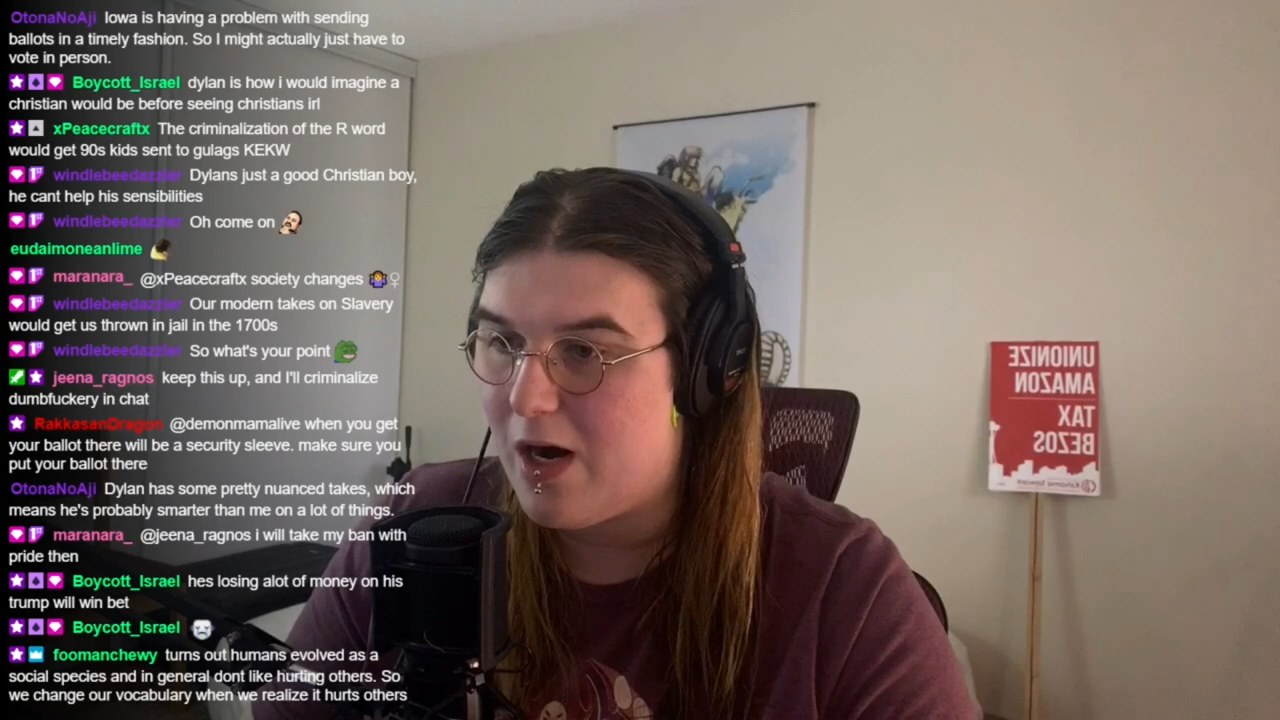 OtonaNoAji Iowa is having a problem with sending
ballots in a timely fashion. So I might actually just have to
vote in person.
Boycott_Israel dylan is how i would imagine a
christian would be before seeing christians irl
xPeacecraftx The criminalization of the R word
would get 90s kids sent to gulags KEKW
windlebeedazzler Dylans just a good Christian boy,
he cant help his sensibilities
windlebeedazzler Oh come on
eudaimoneanlime
maranara_ @xPeacecraftx society changes
windlebeedazzler Our modern takes on Slavery
would get us thrown in jail in the 1700s
windlebeedazzler So what's your point
jeena_ragnos keep this up, and I'll criminalize
dumbfuckery in chat
RakkasanDragon @demonmamalive when you get
your ballot there will be a security sleeve. make sure you
put your ballot there
OtonaNoAji Dylan has some pretty nuanced takes, which
means he's probably smarter than me on a lot of things.
maranara_ @jeena_ragnos i will take my ban with
pride then
Boycott_Israel hes losing alot of money on his
trump will win bet
Boycott_Israel
foomanchewy turns out humans evolved as a
social species and in general dont like hurting others. So
we change our vocabulary when we realize it hurts others
UNIONIZE
AMAZON
TAX
BEZOS
Kshama Sawant